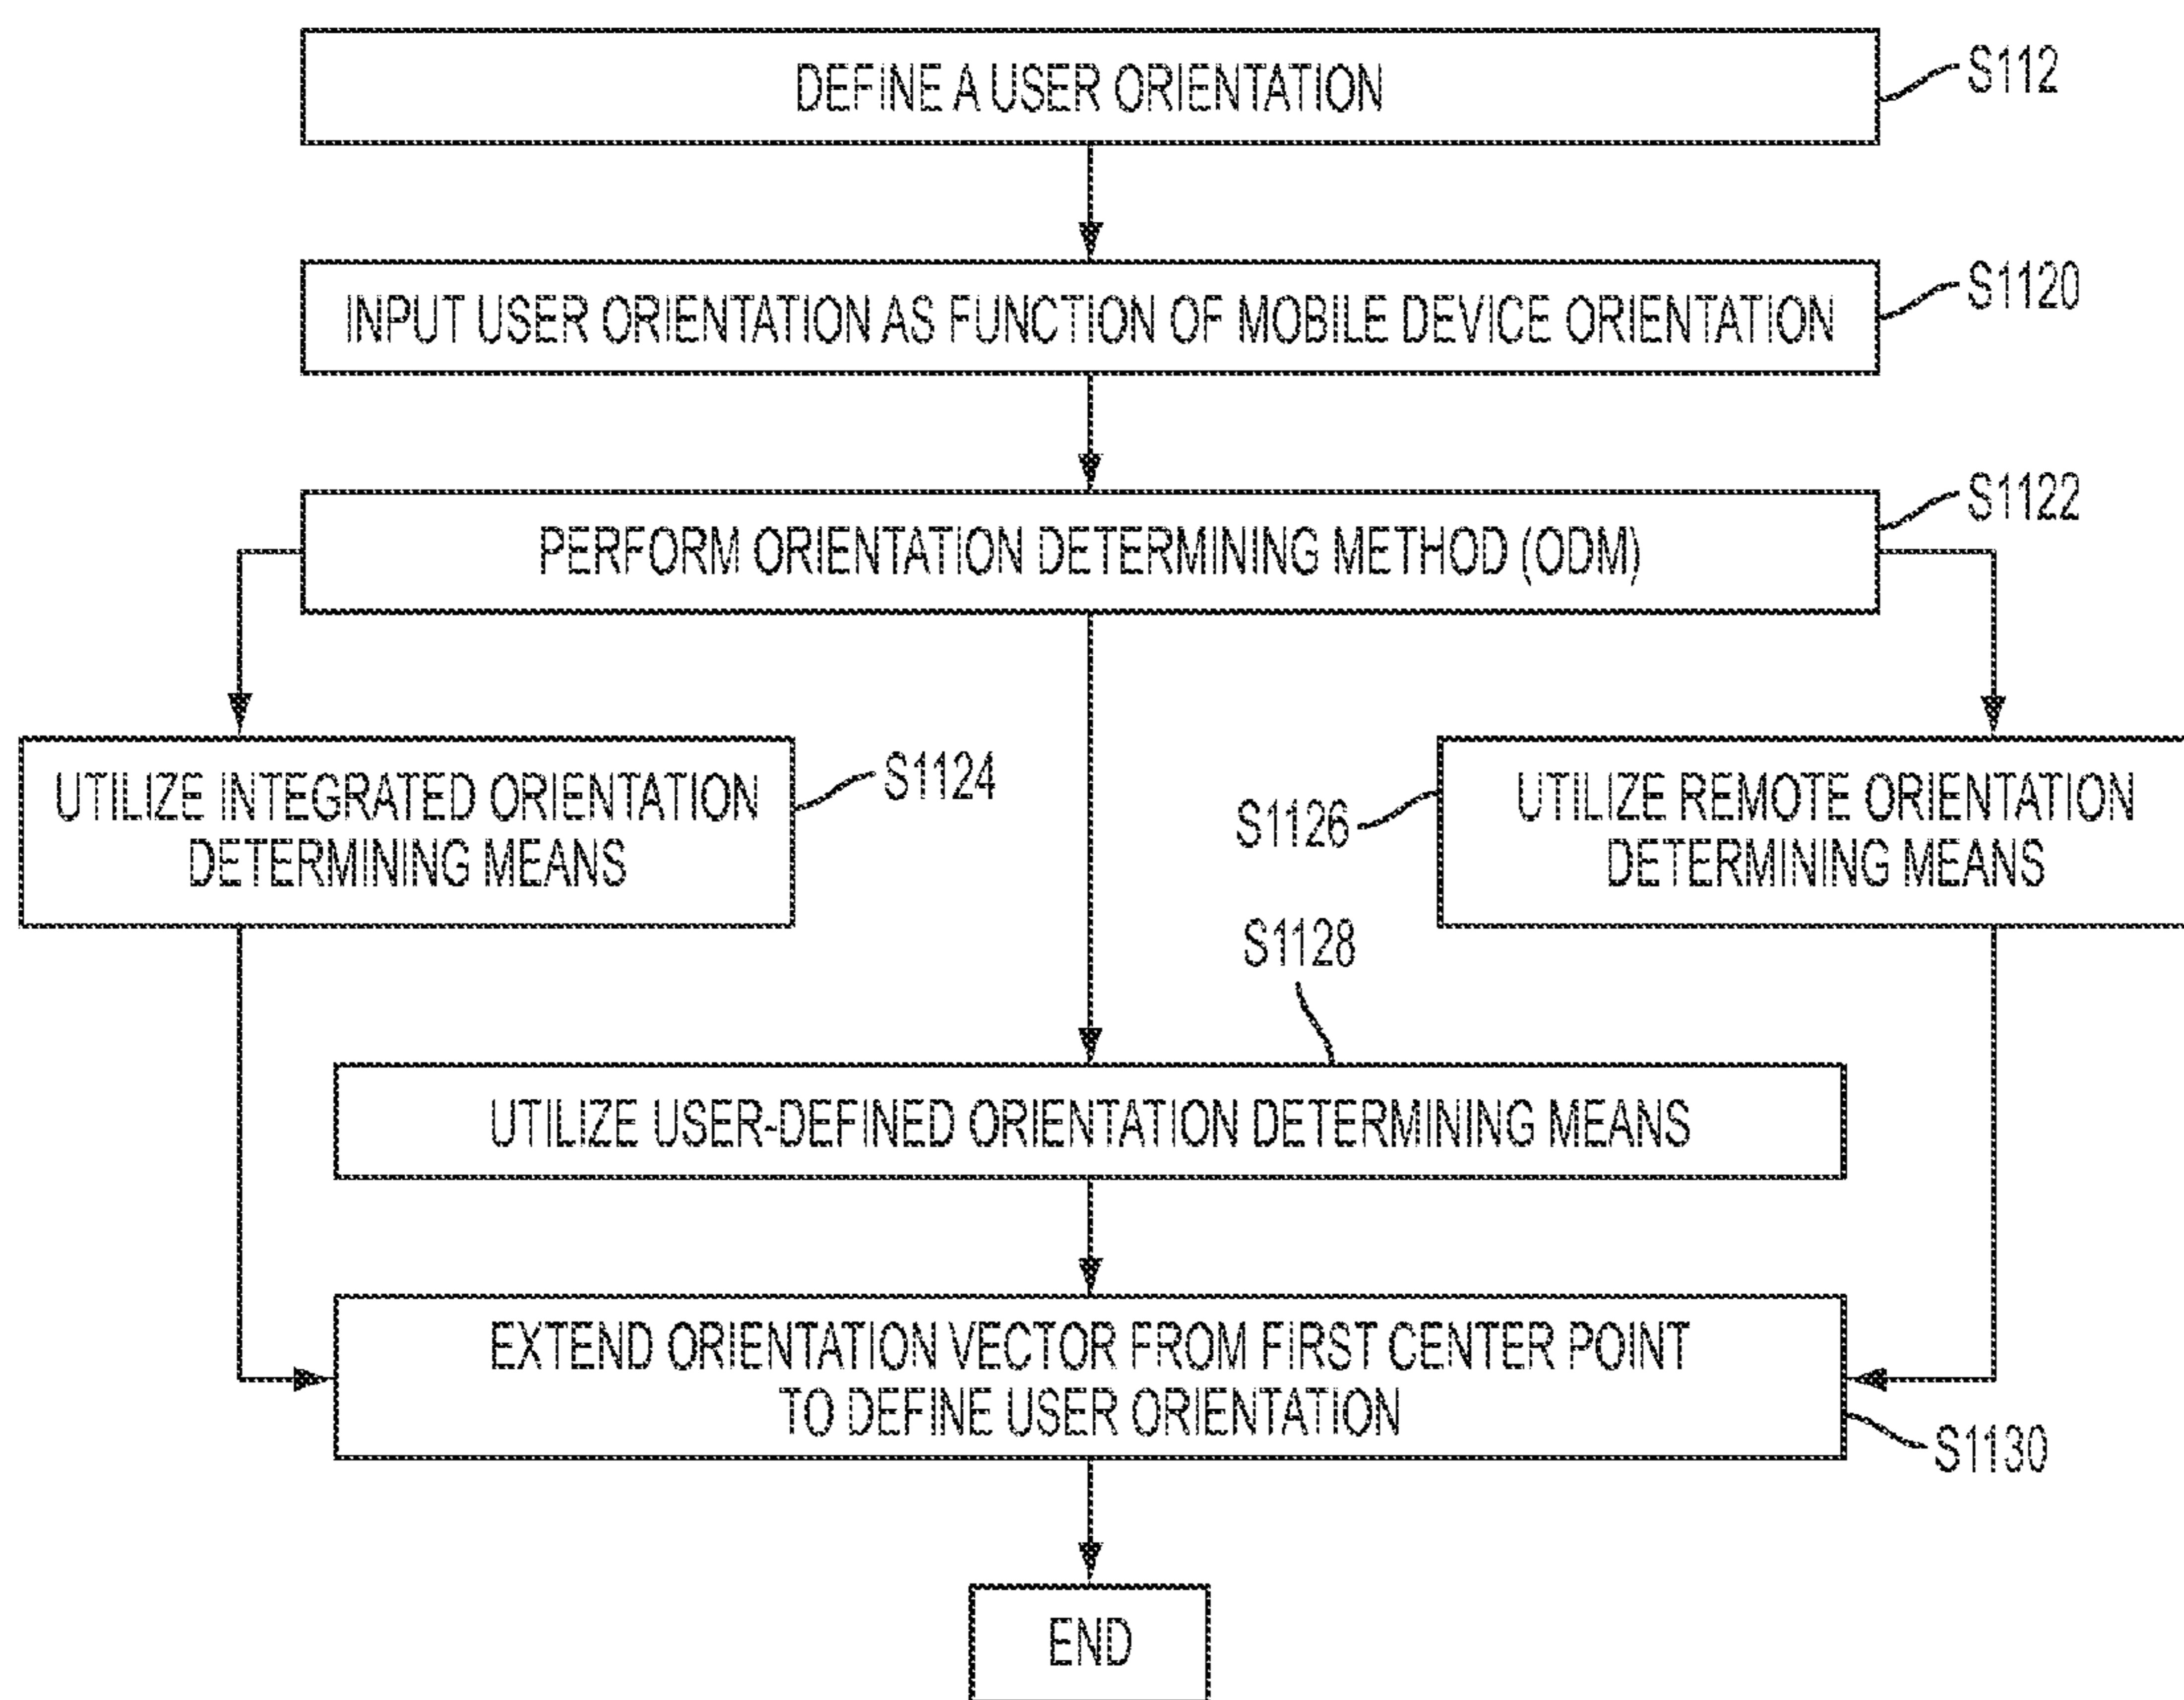 DEFINE A USER ORIENTATION
S112
INPUT USER ORIENTATION AS FUNCTION OF MOBILE DEVICE ORIENTATION
S1120
PERFORM ORIENTATION DETERMINING METHOD (ODM)
S1122
UTILIZE INTEGRATED ORIENTATION
DETERMINING MEANS
S1124
S1126
UTILIZE REMOTE ORIENTATION
DETERMINING MEANS
S1128
UTILIZE USER-DEFINED ORIENTATION DETERMINING MEANS
EXTEND ORIENTATION VECTOR FROM FIRST CENTER POINT
TO DEFINE USER ORIENTATION
S1130
END